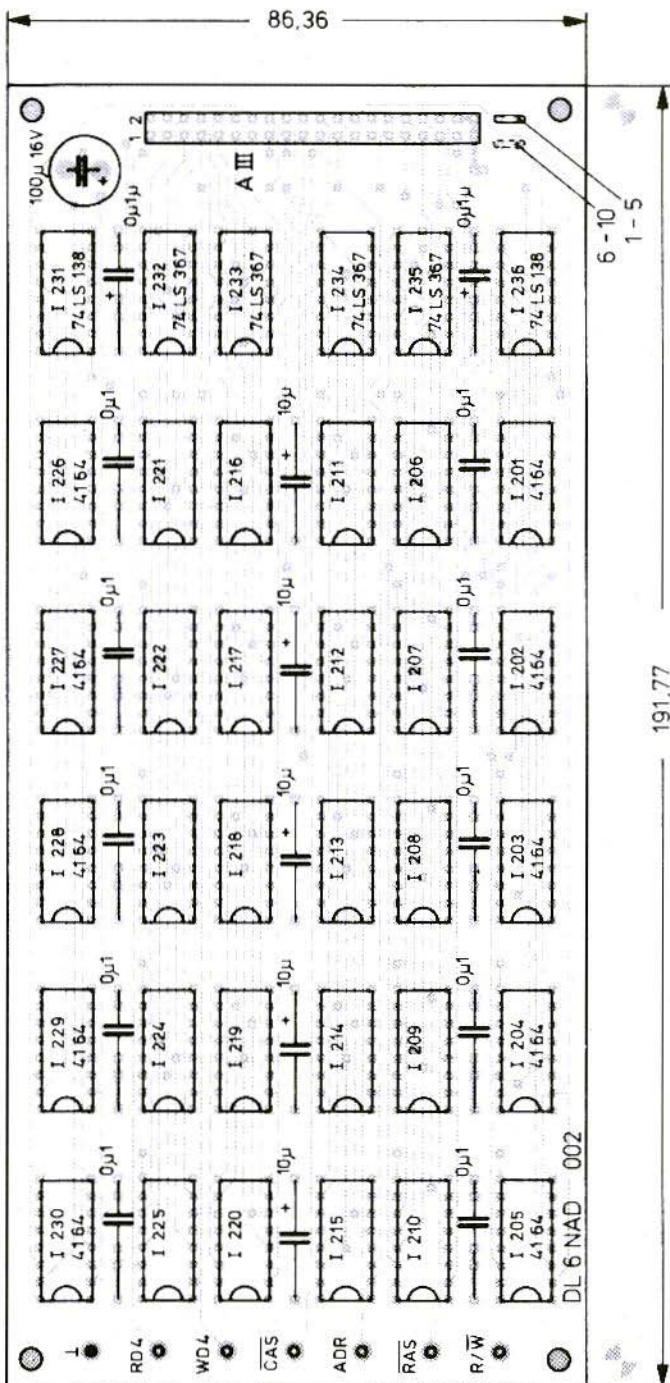 86,36
191,77
100µ 16V
+
1 2
A III
6 - 10
1 - 5
I 231
74 LS 138
0µ1µ
+
I 232
74 LS 367
I 233
74 LS 367
I 234
74 LS 367
I 235
74 LS 367
0µ1µ
+
I 236
74 LS 138
I 226
4164
0µ1
I 221
I 216
10µ
+
I 211
I 206
0µ1
I 201
4164
I 227
4164
0µ1
I 222
I 217
10µ
+
I 212
I 207
0µ1
I 202
4164
I 228
4164
0µ1
I 223
I 218
10µ
+
I 213
I 208
0µ1
I 203
4164
I 229
4164
0µ1
I 224
I 219
10µ
+
I 214
I 209
0µ1
I 204
4164
I 230
4164
0µ1
I 225
I 220
10µ
+
I 215
I 210
0µ1
I 205
4164
DL 6 NAD 002
⊥
RD4
WD4
C̅A̅S̅
ADR
R̅A̅S̅
R/W̅